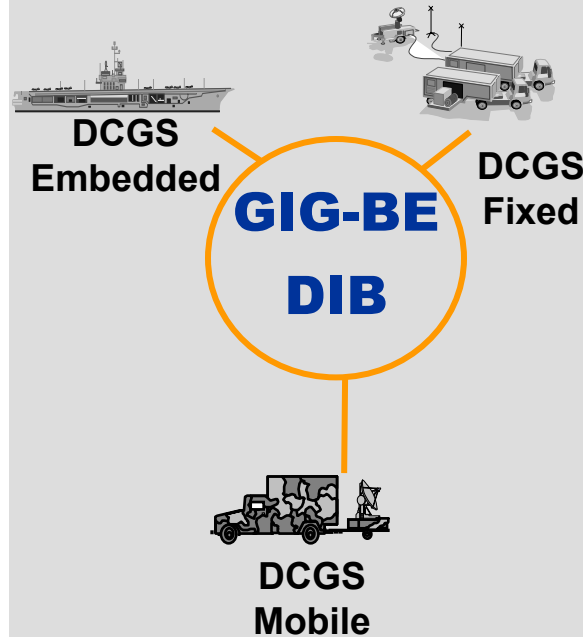 DCGS
Embedded
DCGS
Fixed
GIG-BE
DIB
DCGS
Mobile